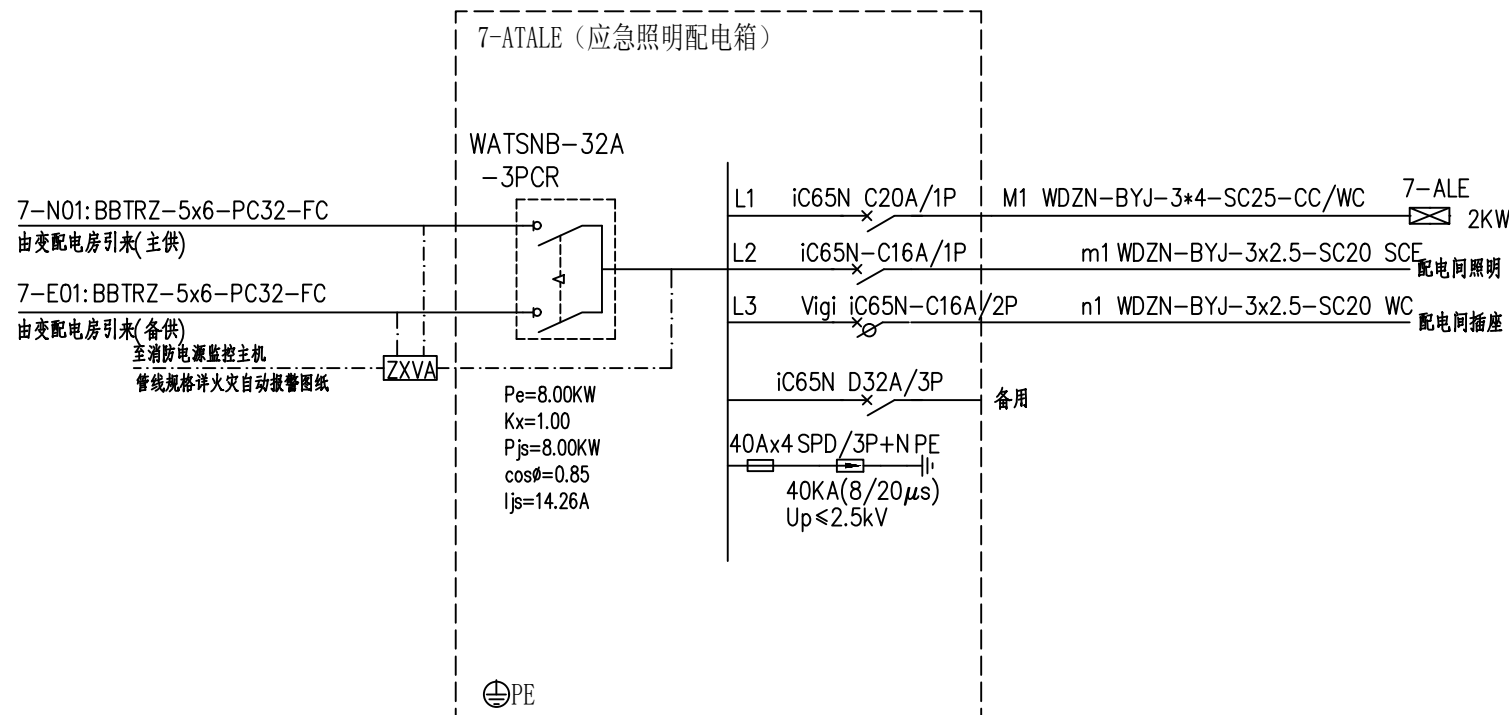 7-ATALE（应急照明配电箱）
WATSNB-32A
-3PCR
7-N01:BBTRZ-5x6-PC32-FC
由变配电房引来(主供)
7-E01:BBTRZ-5x6-PC32-FC
由变配电房引来(备供)
至消防电源监控主机
管线规格详火灾自动报警图纸
ZXVA
Pe=8.00KW
Kx=1.00
Pjs=8.00KW
cosø=0.85
Ijs=14.26A
L1 iC65N C20A/1P M1 WDZN-BYJ-3*4-SC25-CC/WC 7-ALE
2KW
L2 iC65N-C16A/1P m1 WDZN-BYJ-3x2.5-SC20 SCE 配电间照明
L3 Vigi iC65N-C16A/2P n1 WDZN-BYJ-3x2.5-SC20 WC 配电间插座
iC65N D32A/3P 备用
40Ax4 SPD/3P+N PE
40KA(8/20μs)
Up≤2.5kV
PE